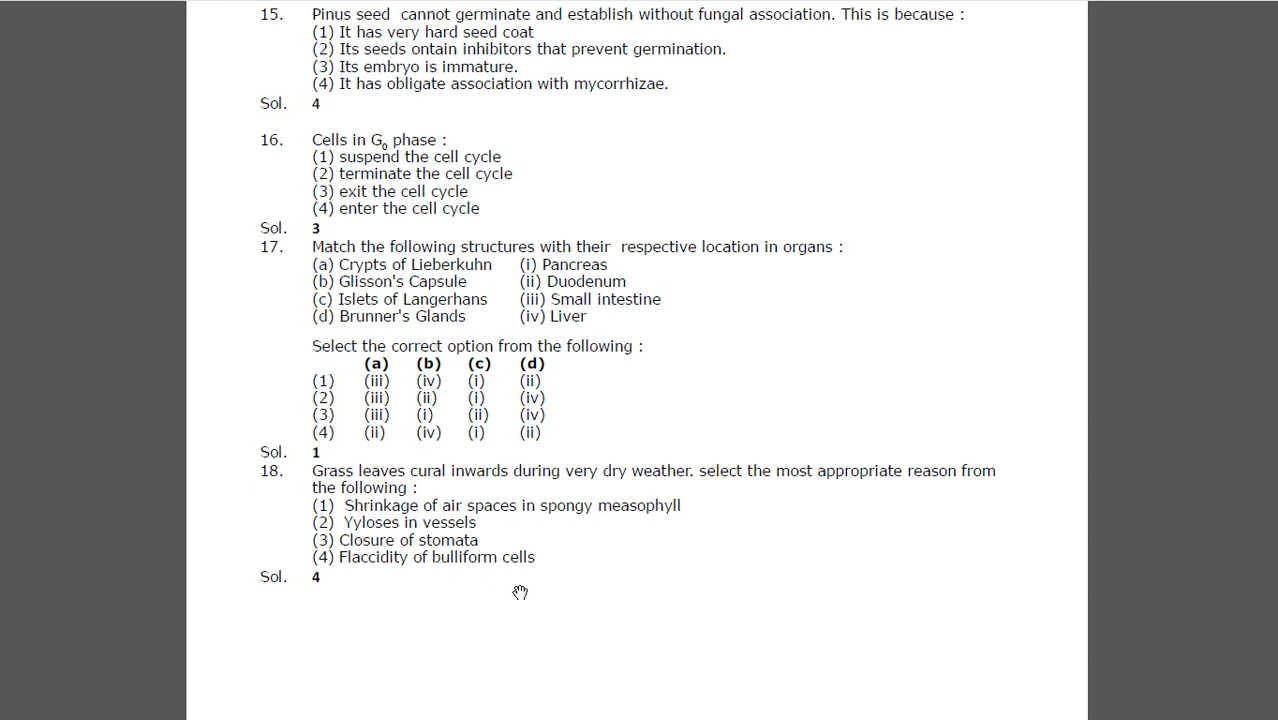 15. Pinus seed cannot germinate and establish without fungal association. This is because :
(1) It has very hard seed coat
(2) Its seeds ontain inhibitors that prevent germination.
(3) Its embryo is immature.
(4) It has obligate association with mycorrhizae.
Sol. 4
16. Cells in G0 phase :
(1) suspend the cell cycle
(2) terminate the cell cycle
(3) exit the cell cycle
(4) enter the cell cycle
Sol. 3
17. Match the following structures with their respective location in organs :
(a) Crypts of Lieberkuhn (i) Pancreas
(b) Glisson's Capsule (ii) Duodenum
(c) Islets of Langerhans (iii) Small intestine
(d) Brunner's Glands (iv) Liver
Select the correct option from the following :
(a) (b) (c) (d)
(1) (iii) (iv) (i) (ii)
(2) (iii) (ii) (i) (iv)
(3) (iii) (i) (ii) (iv)
(4) (ii) (iv) (i) (ii)
Sol. 1
18. Grass leaves cural inwards during very dry weather. select the most appropriate reason from
the following :
(1) Shrinkage of air spaces in spongy measophyll
(2) Yyloses in vessels
(3) Closure of stomata
(4) Flaccidity of bulliform cells
Sol. 4